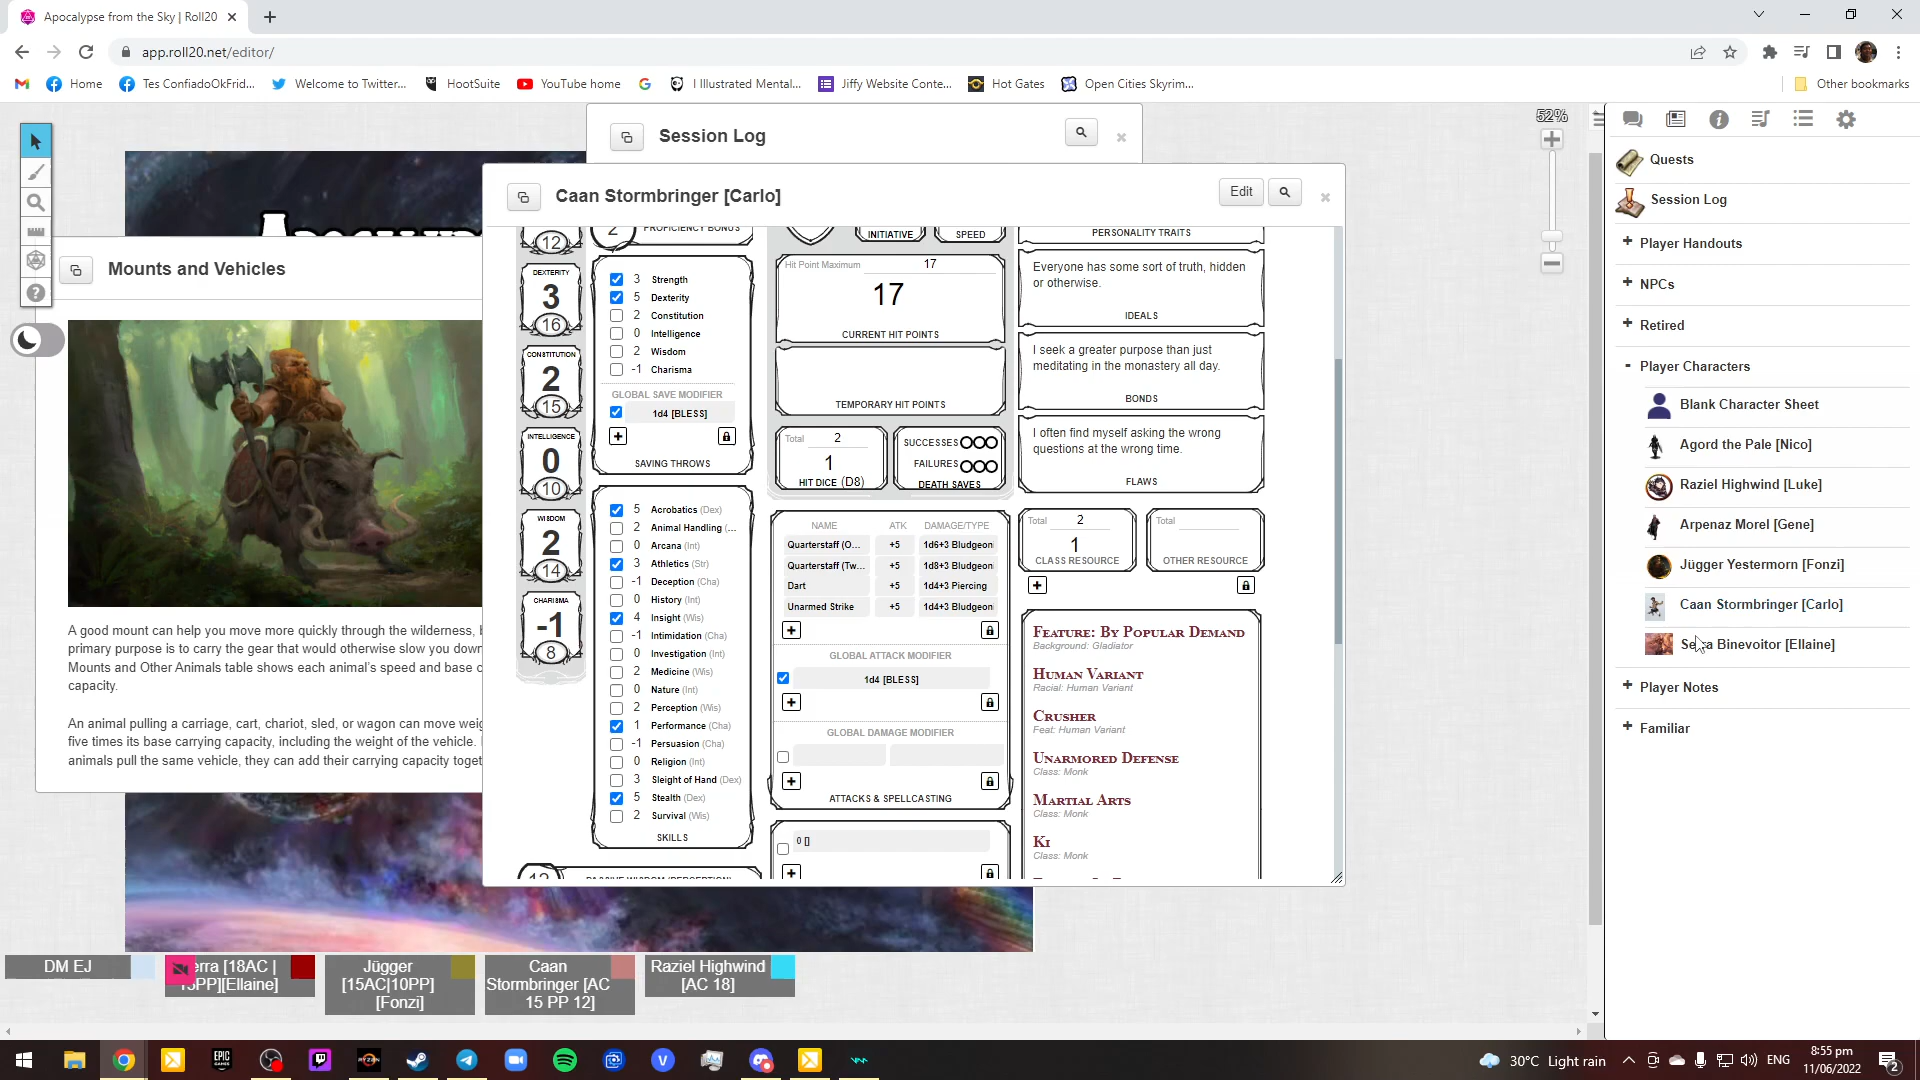 Apocalypse from the Sky | Roll20
app.roll20.net/editor/
Home
Tes ConfiadoOkFrid...
Welcome to Twitter...
HootSuite
YouTube home
I Illustrated Mental...
Jiffy Website Conte...
Hot Gates
Open Cities Skyrim...
Other bookmarks
52%
Session Log
Caan Stormbringer [Carlo]
Edit
Mounts and Vehicles
A good mount can help you move more quickly through the wilderness,
primary purpose is to carry the gear that would otherwise slow you down
Mounts and Other Animals table shows each animal's speed and base c
capacity.
An animal pulling a carriage, cart, chariot, sled, or wagon can move weig
five times its base carrying capacity, including the weight of the vehicle.
animals pull the same vehicle, they can add their carrying capacity toget
12
DEXTERITY
3
16
CONSTITUTION
2
15
INTELLIGENCE
0
10
WISDOM
2
14
CHARISMA
-1
8
2
PROFICIENCY BONUS
3 Strength
5 Dexterity
2 Constitution
0 Intelligence
2 Wisdom
-1 Charisma
GLOBAL SAVE MODIFIER
1d4 [BLESS]
SAVING THROWS
5 Acrobatics (Dex)
2 Animal Handling (...
0 Arcana (Int)
3 Athletics (Str)
-1 Deception (Cha)
0 History (Int)
4 Insight (Wis)
-1 Intimidation (Cha)
0 Investigation (Int)
2 Medicine (Wis)
0 Nature (Int)
2 Perception (Wis)
1 Performance (Cha)
-1 Persuasion (Cha)
0 Religion (Int)
3 Sleight of Hand (Dex)
5 Stealth (Dex)
2 Survival (Wis)
SKILLS
12
PASSIVE WISDOM (PERCEPTION)
INITIATIVE
SPEED
Hit Point Maximum 17
17
CURRENT HIT POINTS
TEMPORARY HIT POINTS
Total 2
1
HIT DICE (D8)
SUCCESSES
FAILURES
DEATH SAVES
NAME ATK DAMAGE/TYPE
Quarterstaff (O... +5 1d6+3 Bludgeon
Quarterstaff (Tw... +5 1d8+3 Bludgeon
Dart +5 1d4+3 Piercing
Unarmed Strike +5 1d4+3 Bludgeon
GLOBAL ATTACK MODIFIER
1d4 [BLESS]
GLOBAL DAMAGE MODIFIER
ATTACKS & SPELLCASTING
0 []
PERSONALITY TRAITS
Everyone has some sort of truth, hidden
or otherwise.
IDEALS
I seek a greater purpose than just
meditating in the monastery all day.
BONDS
I often find myself asking the wrong
questions at the wrong time.
FLAWS
Total 2
1
CLASS RESOURCE
Total
OTHER RESOURCE
FEATURE: BY POPULAR DEMAND
Background: Gladiator
HUMAN VARIANT
Racial: Human Variant
CRUSHER
Feat: Human Variant
UNARMORED DEFENSE
Class: Monk
MARTIAL ARTS
Class: Monk
KI
Class: Monk
Quests
Session Log
Player Handouts
NPCs
Retired
Player Characters
Blank Character Sheet
Agord the Pale [Nico]
Raziel Highwind [Luke]
Arpenaz Morel [Gene]
Jügger Yestermorn [Fonzi]
Caan Stormbringer [Carlo]
Binevoitor [Ellaine]
Player Notes
Familiar
DM EJ
erra [18AC |
15PP][Ellaine]
Jügger
[15AC|10PP]
[Fonzi]
Caan
Stormbringer [AC
15 PP 12]
Raziel Highwind
[AC 18]
EPIC
GAMES
RYZEN
30°C Light rain
ENG
8:55 pm
11/06/2022
2